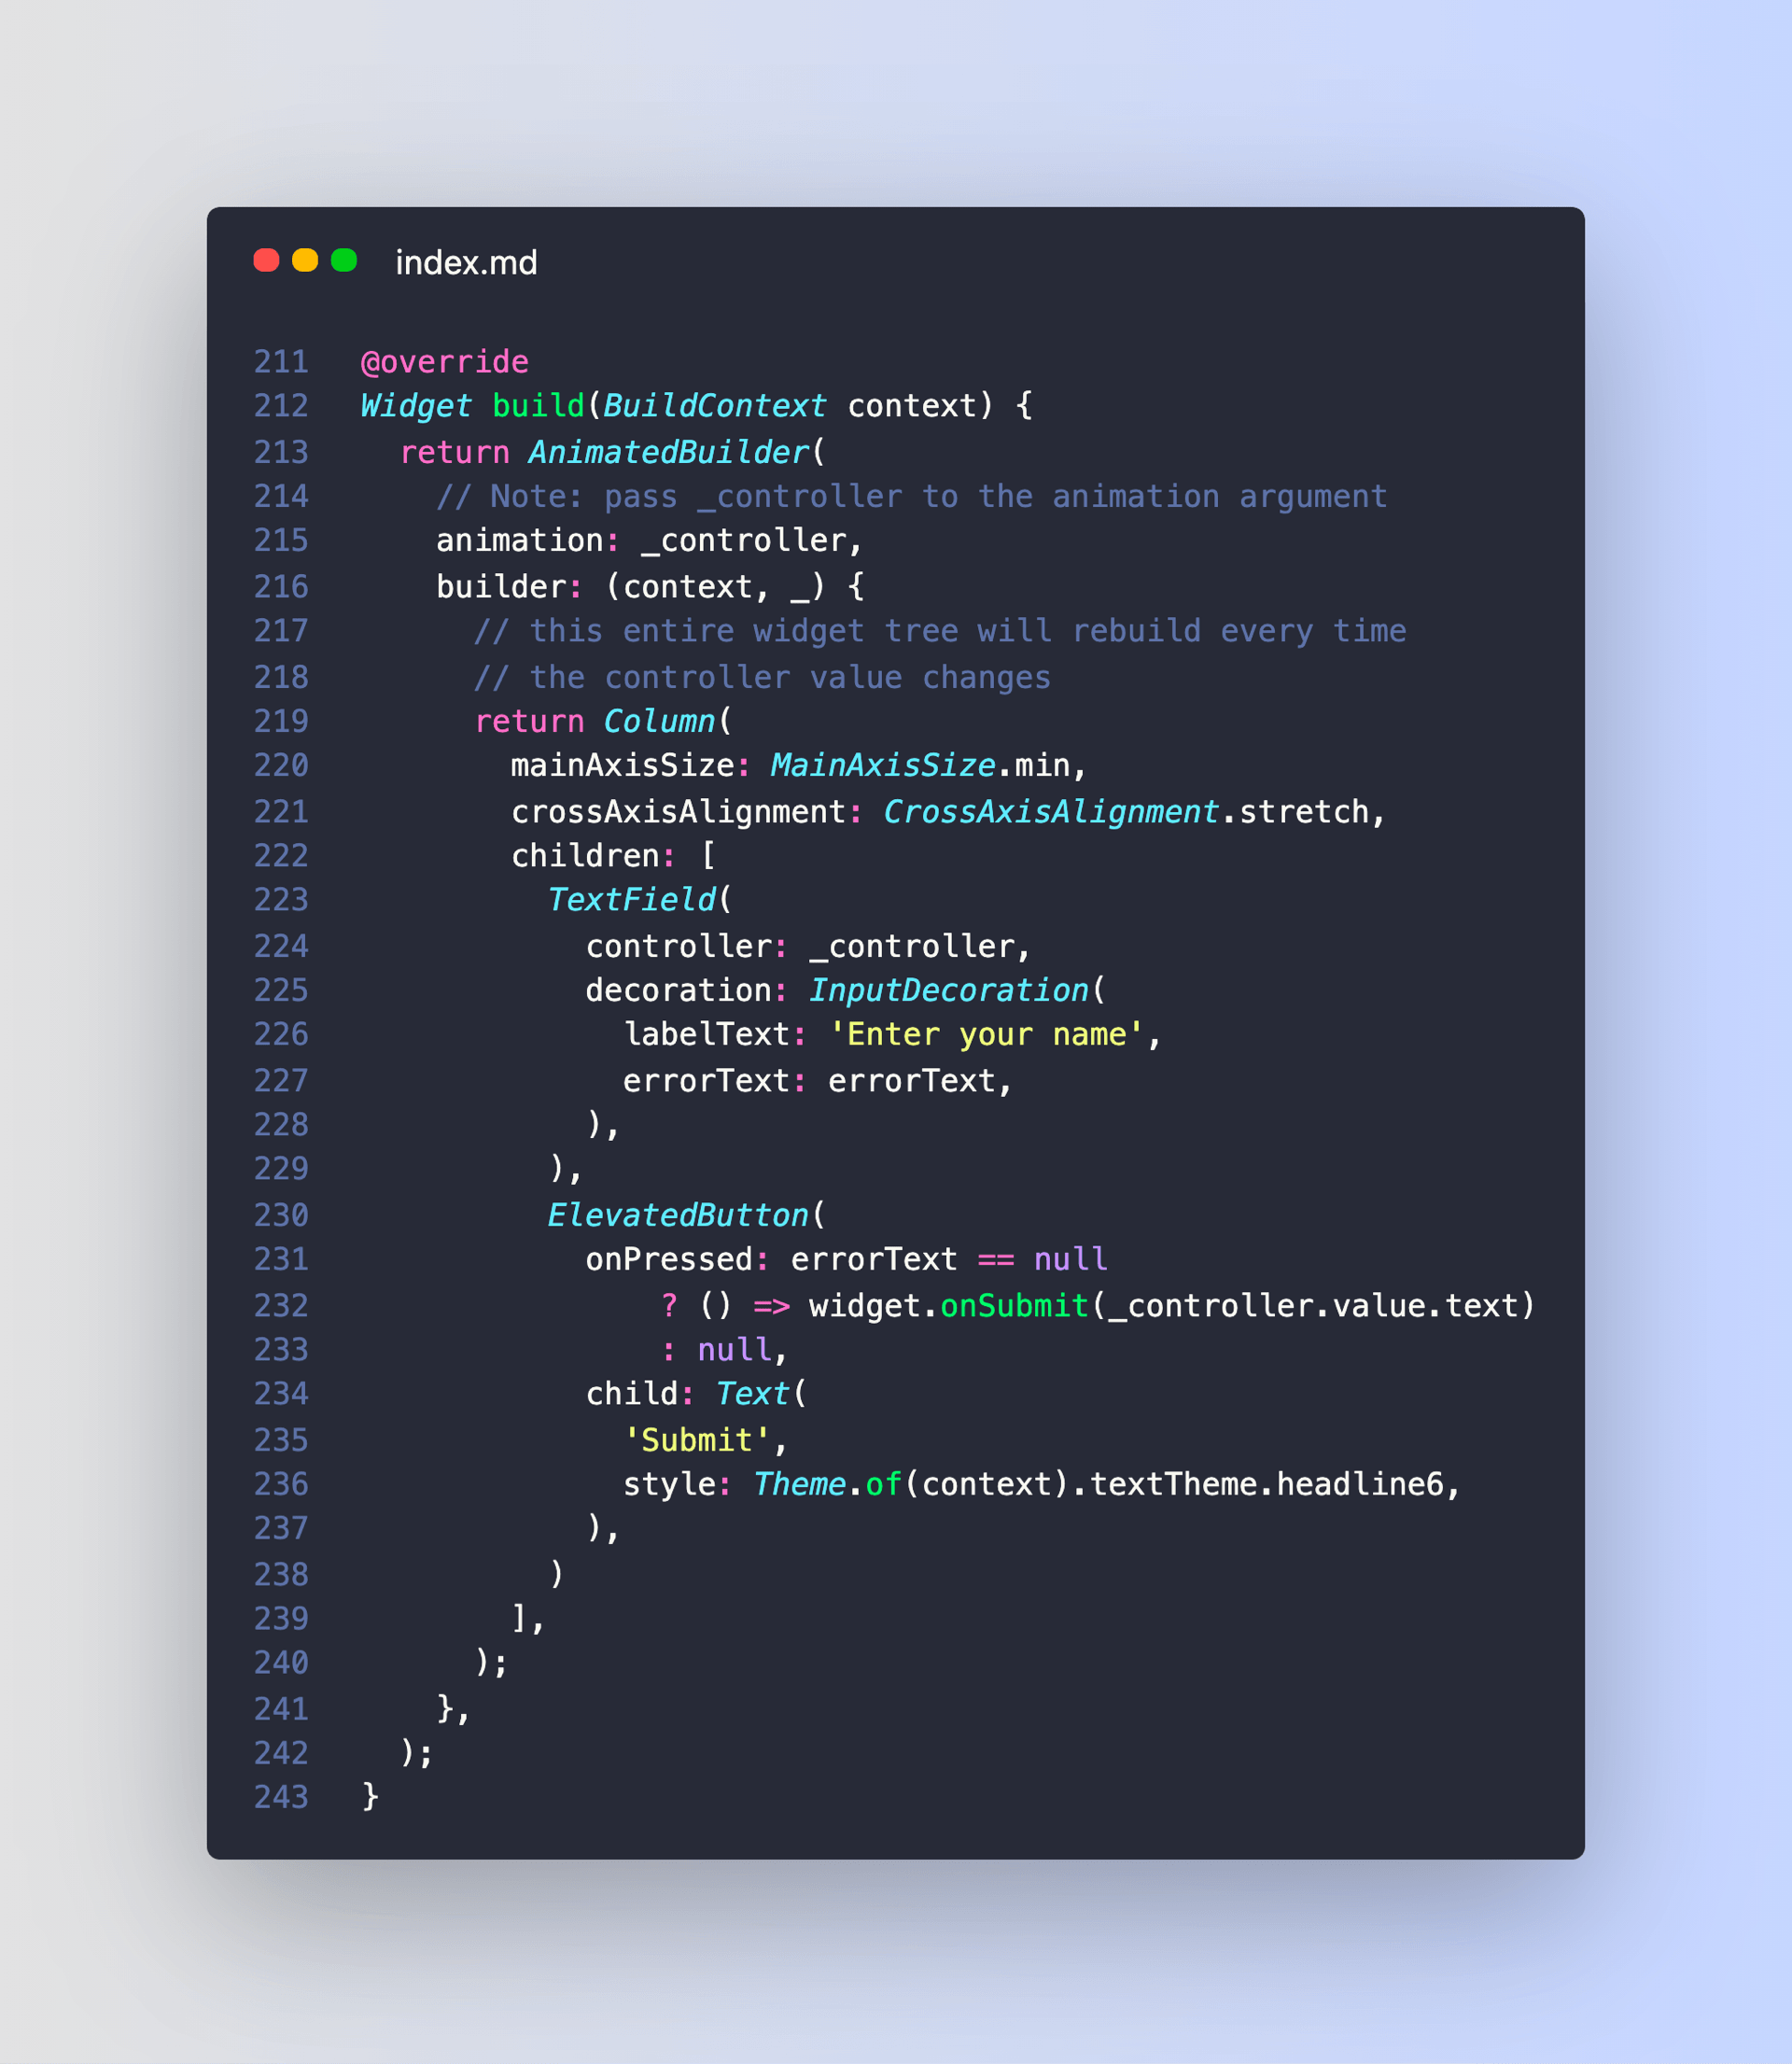 index.md
211 @override
212 Widget build(BuildContext context) {
213   return AnimatedBuilder(
214     // Note: pass _controller to the animation argument
215     animation: _controller,
216     builder: (context, _) {
217       // this entire widget tree will rebuild every time
218       // the controller value changes
219       return Column(
220         mainAxisSize: MainAxisSize.min,
221         crossAxisAlignment: CrossAxisAlignment.stretch,
222         children: [
223           TextField(
224             controller: _controller,
225             decoration: InputDecoration(
226               labelText: 'Enter your name',
227               errorText: errorText,
228             ),
229           ),
230           ElevatedButton(
231             onPressed: errorText == null
232                 ? () => widget.onSubmit(_controller.value.text)
233                 : null,
234             child: Text(
235               'Submit',
236               style: Theme.of(context).textTheme.headline6,
237             ),
238           )
239         ],
240       );
241     },
242   );
243 }